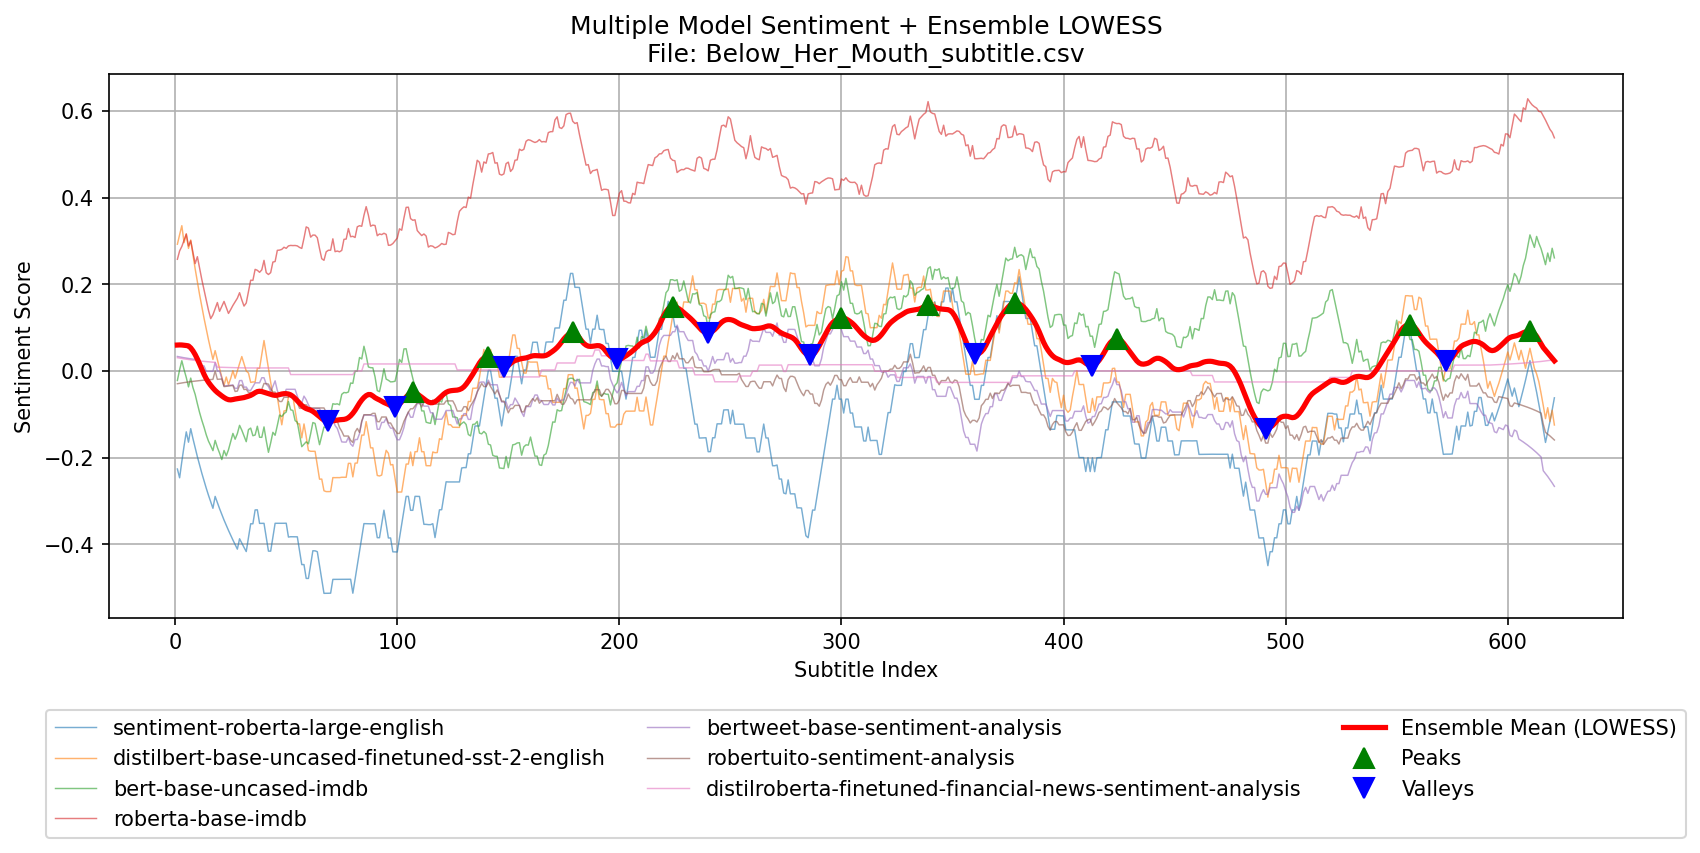 Multiple Model Sentiment + Ensemble LOWESS
File: Below_Her_Mouth_subtitle.csv
Sentiment Score
0.6
0.4
0.2
0.0
−0.2
−0.4
0 100 200 300 400 500 600
Subtitle Index
sentiment-roberta-large-english
distilbert-base-uncased-finetuned-sst-2-english
bert-base-uncased-imdb
roberta-base-imdb
bertweet-base-sentiment-analysis
robertuito-sentiment-analysis
distilroberta-finetuned-financial-news-sentiment-analysis
Ensemble Mean (LOWESS)
Peaks
Valleys